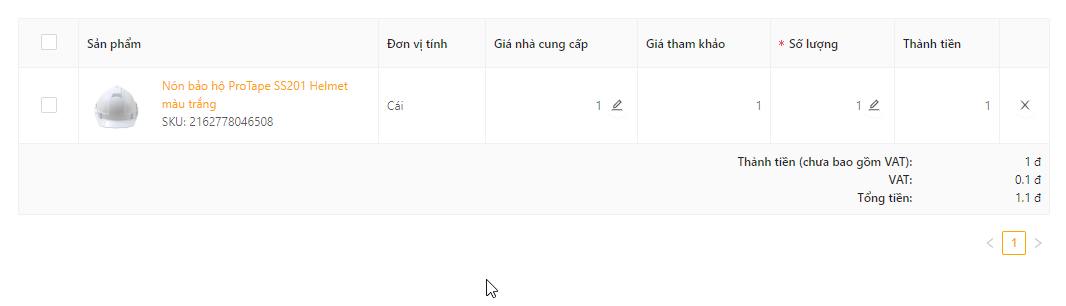 Sản phẩm Đơn vị tính Giá nhà cung cấp Giá tham khảo * Số lượng Thành tiền
Nón bảo hộ ProTape SS201 Helmet
màu trắng
SKU: 2162778046508
Cái 1 1 1 1
Thành tiền (chưa bao gồm VAT): 1 đ
VAT: 0.1 đ
Tổng tiền: 1.1 đ
1